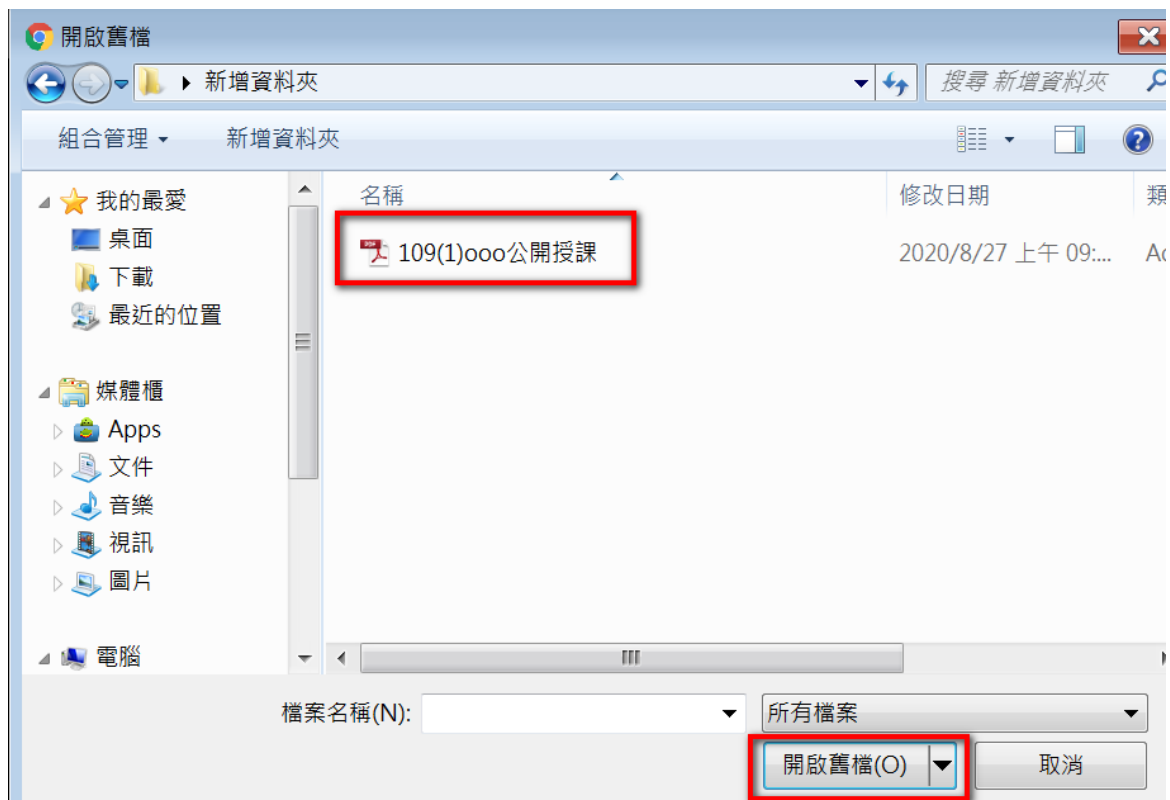 開啟舊檔
新增資料夾
搜尋 新增資料夾
組合管理
新增資料夾
名稱
修改日期
類
我的最愛
桌面
下載
最近的位置
媒體櫃
Apps
文件
音樂
視訊
圖片
電腦
PDF
109(1)ooo公開授課
2020/8/27 上午 09:...
Ac
檔案名稱(N):
所有檔案
開啟舊檔(O)
取消